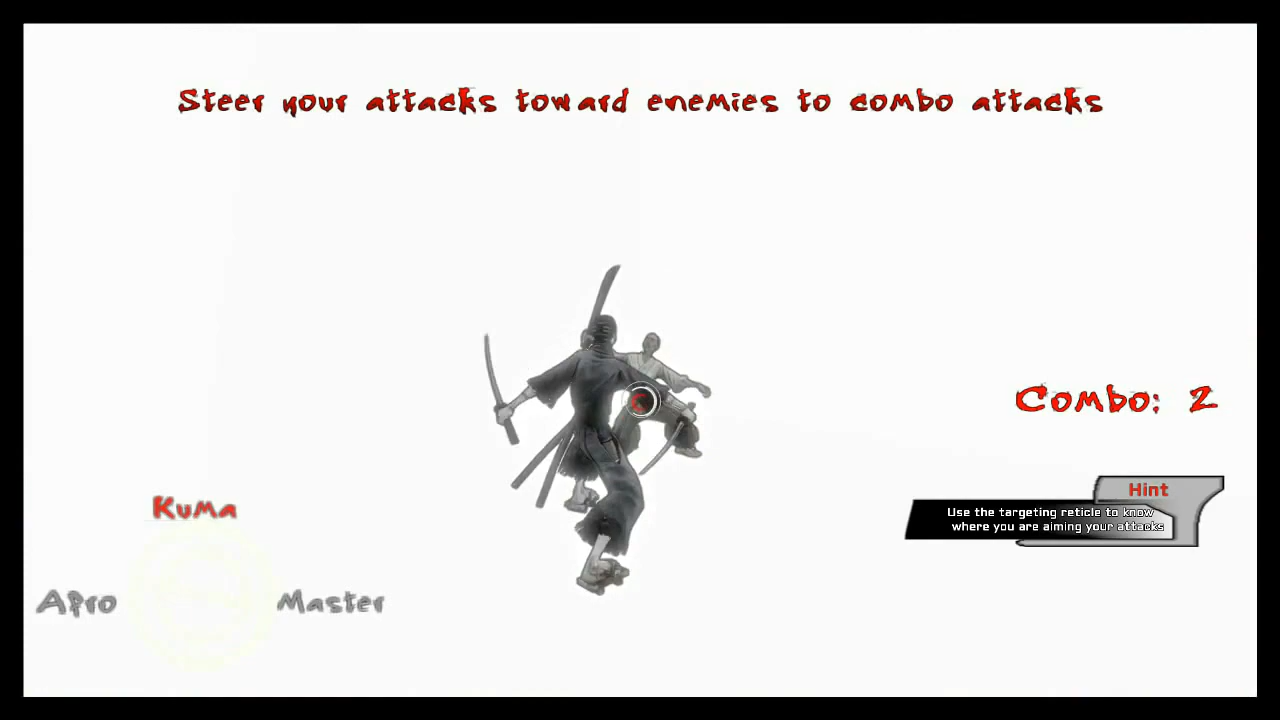 Steer your attacks toward enemies to combo attacks
Combo: 2
Hint
Use the targeting reticle to know
where you are aiming your attacks
Kuma
Afro
Master